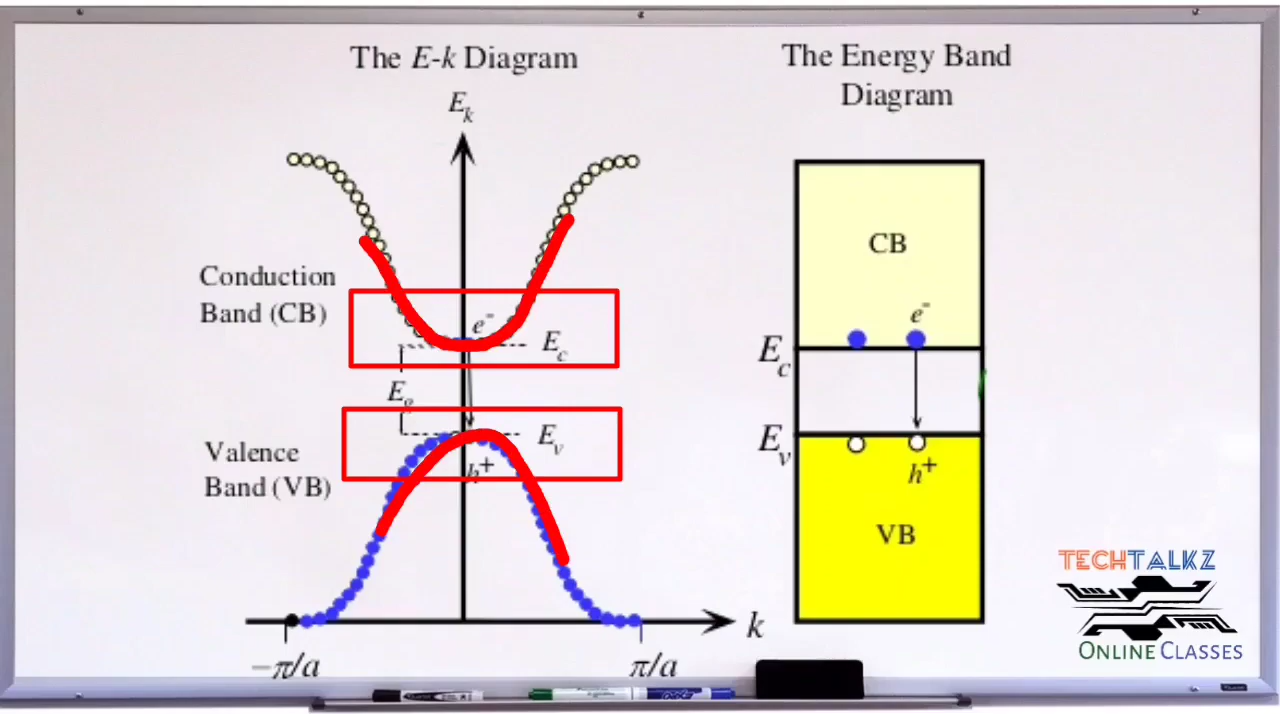 The E-k Diagram
E_k
Conduction
Band (CB)
e⁻
E_c
E_g
E_v
Valence
Band (VB)
h⁺
k
−π/a
π/a
The Energy Band
Diagram
CB
e⁻
E_c
E_v
h⁺
VB
TECHTALKZ
ONLINE CLASSES